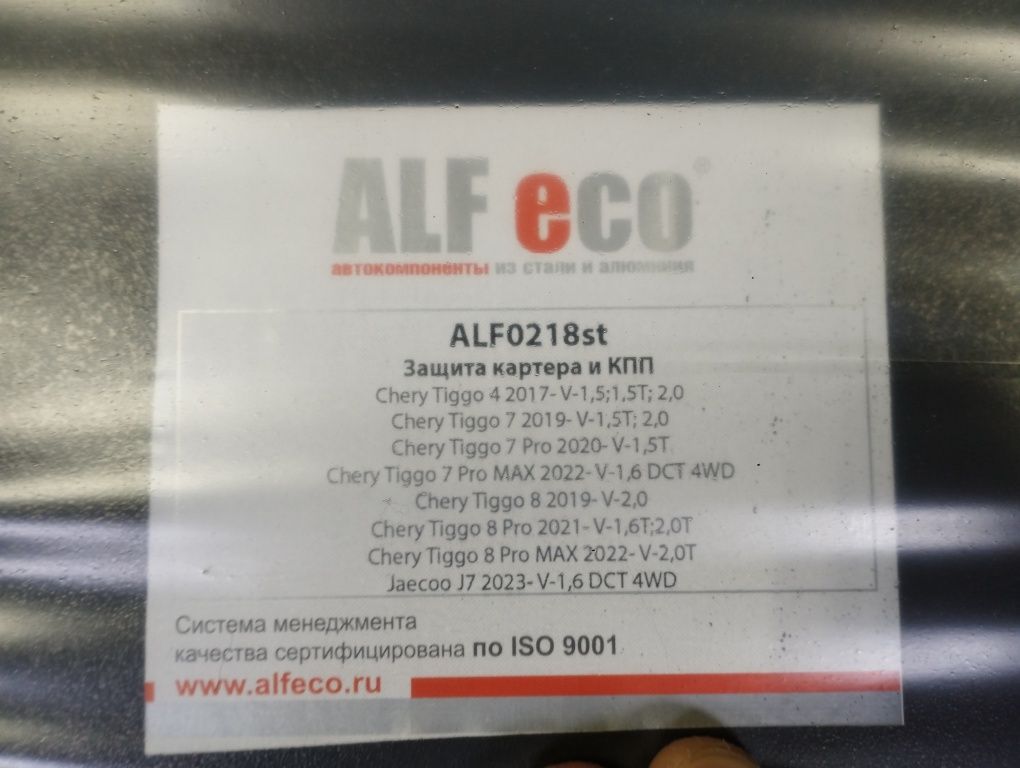 ALF eco®
автокомпоненты из стали и алюминия
ALF0218st
Защита картера и КПП
Chery Tiggo 4 2017- V-1,5;1,5T; 2,0
Chery Tiggo 7 2019- V-1,5T; 2,0
Chery Tiggo 7 Pro 2020- V-1,5T
Chery Tiggo 7 Pro MAX 2022- V-1,6 DCT 4WD
Chery Tiggo 8 2019- V-2,0
Chery Tiggo 8 Pro 2021- V-1,6T;2,0T
Chery Tiggo 8 Pro MAX 2022- V-2,0T
Jaecoo J7 2023- V-1,6 DCT 4WD
Система менеджмента
качества сертифицирована по ISO 9001
www.alfeco.ru